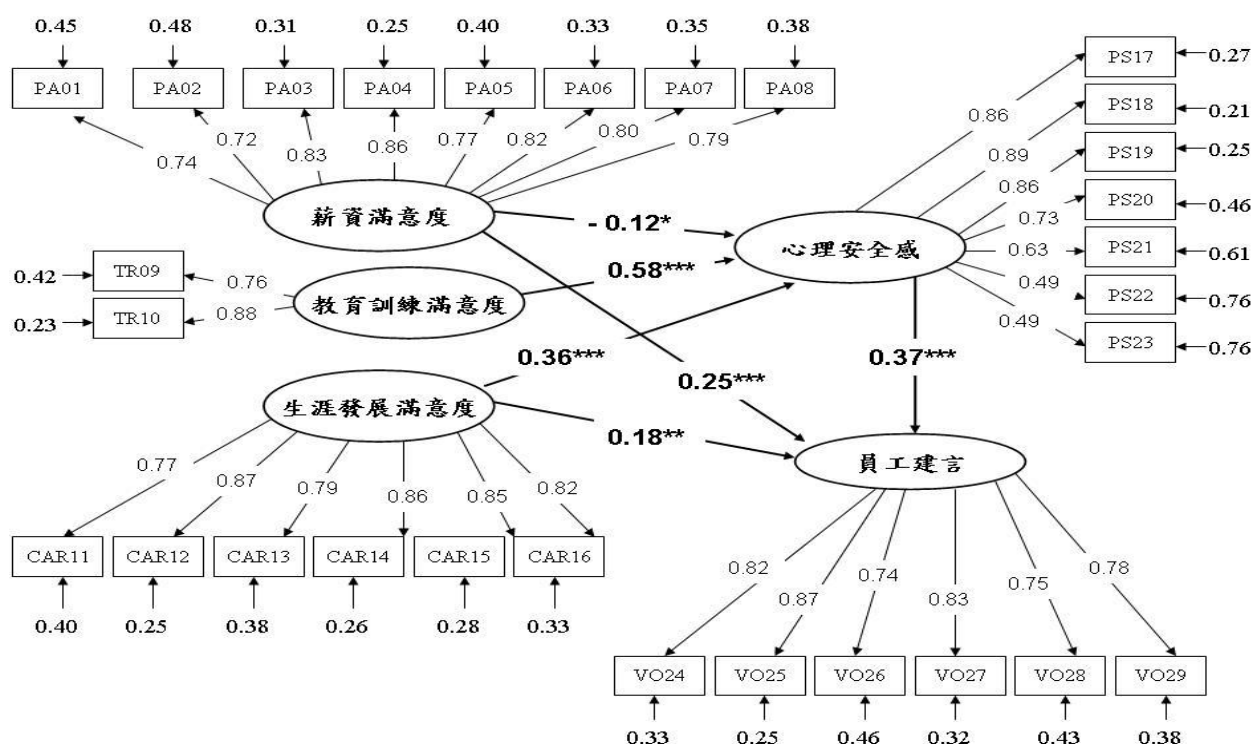 0.45 0.48 0.31 0.25 0.40 0.33 0.35 0.38
PA01 PA02 PA03 PA04 PA05 PA06 PA07 PA08
0.74 0.72 0.83 0.86 0.77 0.82 0.80 0.79
薪資滿意度
- 0.12*
0.25***
教育訓練滿意度
0.58***
0.42 TR09 0.76
0.23 TR10 0.88
心理安全感
0.37***
0.86 PS17 0.27
0.89 PS18 0.21
0.86 PS19 0.25
0.73 PS20 0.46
0.63 PS21 0.61
0.49 PS22 0.76
0.49 PS23 0.76
生涯發展滿意度
0.36***
0.18**
0.77 0.87 0.79 0.86 0.85 0.82
CAR11 CAR12 CAR13 CAR14 CAR15 CAR16
0.40 0.25 0.38 0.26 0.28 0.33
員工建言
0.82 0.87 0.74 0.83 0.75 0.78
VO24 VO25 VO26 VO27 VO28 VO29
0.33 0.25 0.46 0.32 0.43 0.38